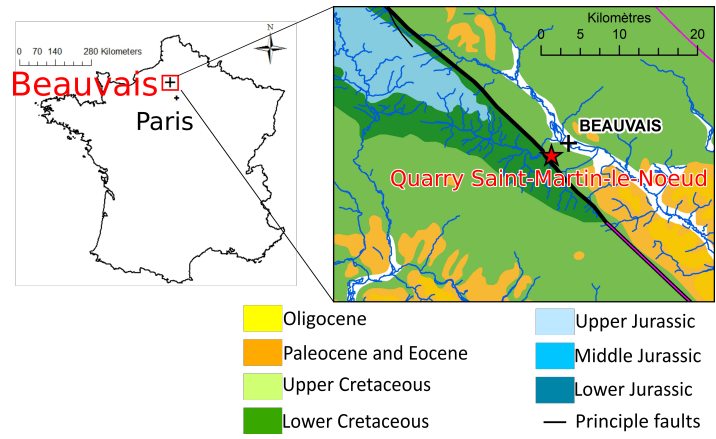 N
0 70 140 280 Kilometers
Beauvais
Paris
Kilomètres
0 5 10 20
BEAUVAIS
Quarry Saint-Martin-le-Noeud
Oligocene
Paleocene and Eocene
Upper Cretaceous
Lower Cretaceous
Upper Jurassic
Middle Jurassic
Lower Jurassic
Principle faults